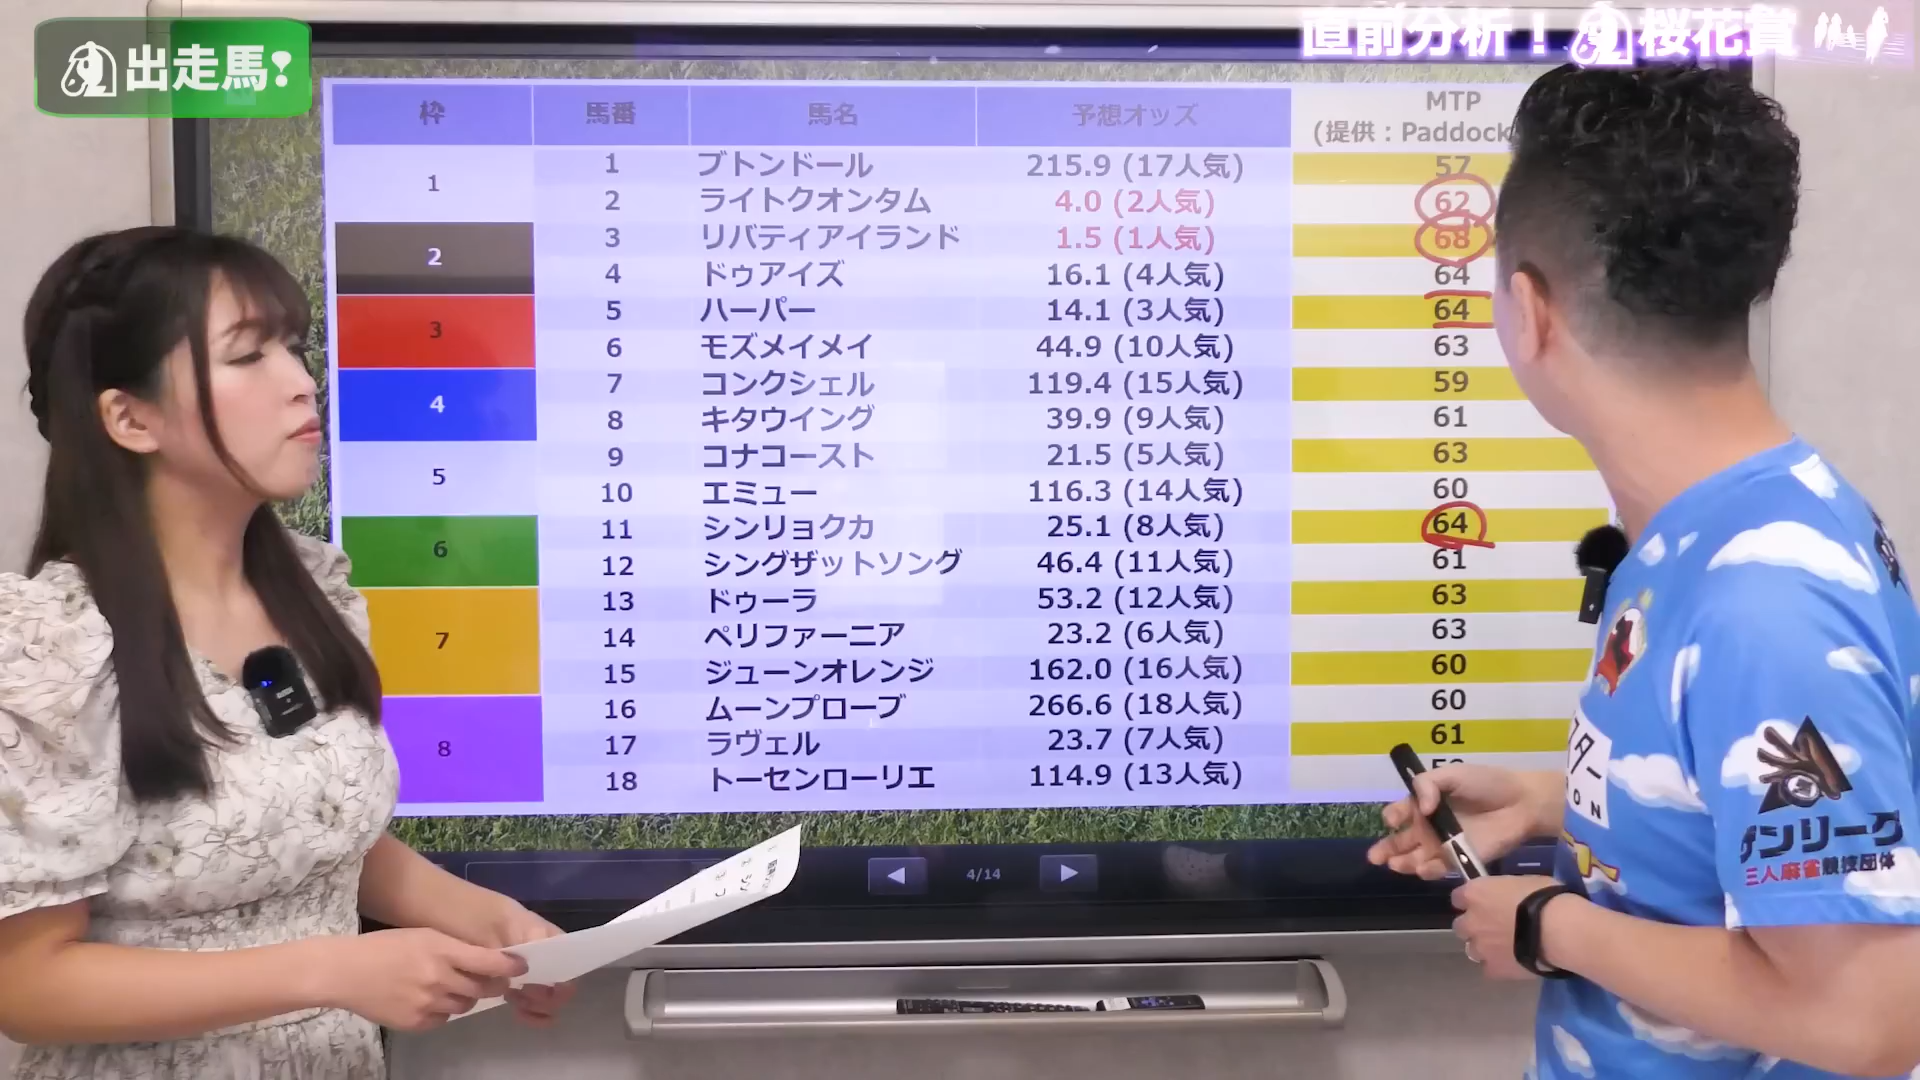 出走馬!
直前分析！ 桜花賞
枠 馬番 馬名 予想オッズ MTP
(提供：Paddock
1 1 ブトンドール 215.9 (17人気) 57
2 ライトクオンタム 4.0 (2人気) 62
2 3 リバティアイランド 1.5 (1人気) 68
4 ドゥアイズ 16.1 (4人気) 64
3 5 ハーパー 14.1 (3人気) 64
6 モズメイメイ 44.9 (10人気) 63
4 7 コンクシェル 119.4 (15人気) 59
8 キタウイング 39.9 (9人気) 61
5 9 コナコースト 21.5 (5人気) 63
10 エミュー 116.3 (14人気) 60
6 11 シンリョクカ 25.1 (8人気) 64
12 シングザットソング 46.4 (11人気) 61
7 13 ドゥーラ 53.2 (12人気) 63
14 ペリファーニア 23.2 (6人気) 63
15 ジューンオレンジ 162.0 (16人気) 60
8 16 ムーンプローブ 266.6 (18人気) 60
17 ラヴェル 23.7 (7人気) 61
18 トーセンローリエ 114.9 (13人気)
4/14
サンリーグ
三人麻雀競技団体